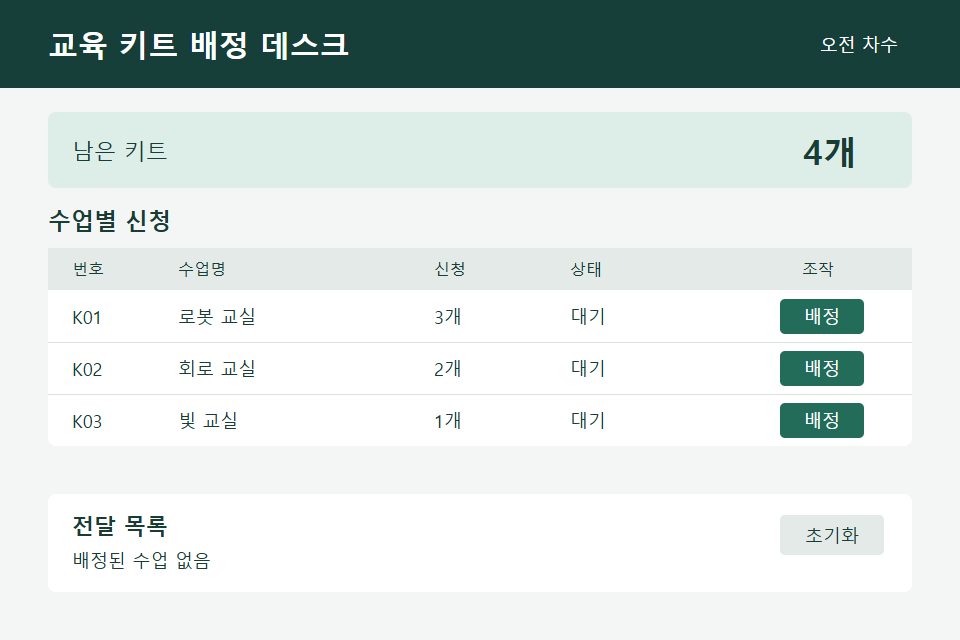 교육 키트 배정 데스크 오전 차수
남은 키트 4개
수업별 신청
번호 수업명 신청 상태 조작
K01 로봇 교실 3개 대기 배정
K02 회로 교실 2개 대기 배정
K03 빛 교실 1개 대기 배정
전달 목록
초기화
배정된 수업 없음